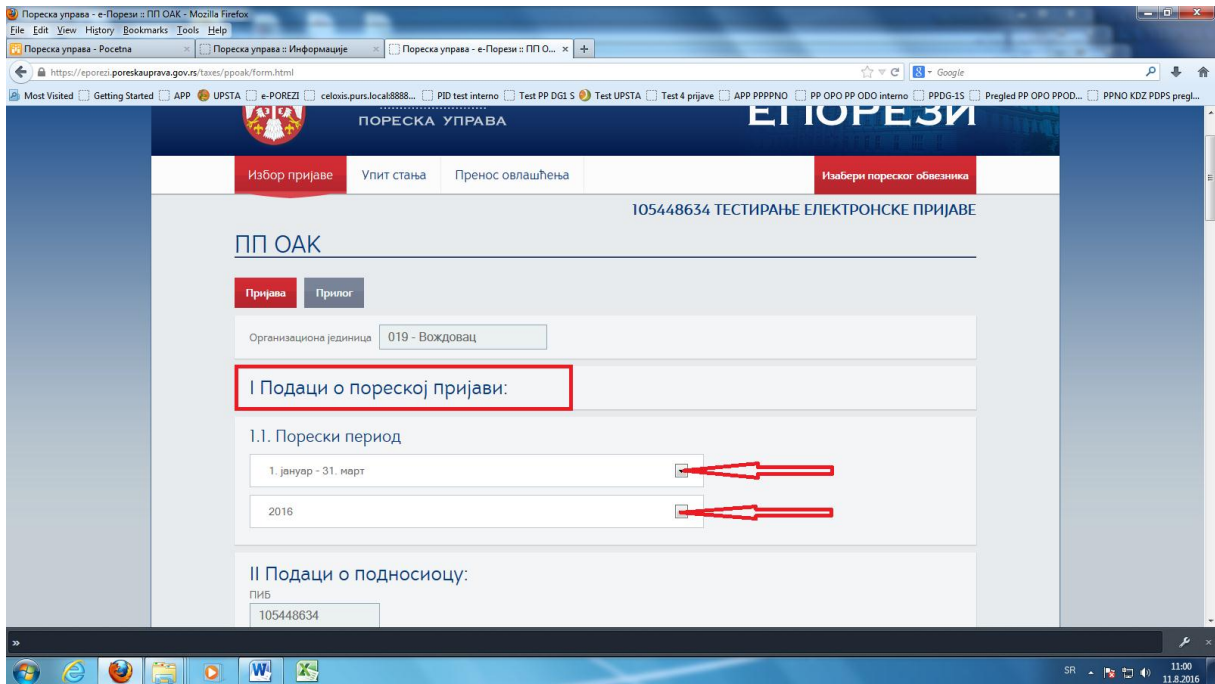 Пореска управа - е-Порези :: ПП ОАК - Mozilla Firefox
File Edit View History Bookmarks Tools Help
Пореска управа - Pocetna
Пореска управа :: Информације
Пореска управа - е-Порези :: ПП О...
https://eporezi.poreskauprava.gov.rs/taxes/ppoak/form.html
Google
Most Visited Getting Started APP UPSTA e-POREZI celoxis.purs.local:8888... PID test interno Test PP DG1 S Test UPSTA Test 4 prijave APP PPPPNO PP OPO PP ODO interno PPDG-1S Pregled PP OPO PPOD... PPNO KDZ PDPS pregl...
ПОРЕСКА УПРАВА
ЕПОРЕЗИ
Избор пријаве Упит стања Пренос овлашћења
Изабери пореског обвезника
105448634 ТЕСТИРАЊЕ ЕЛЕКТРОНСКЕ ПРИЈАВЕ
ПП ОАК
Пријава Прилог
Организациона јединица 019 - Вождовац
I Подаци о пореској пријави:
1.1. Порески период
1. јануар - 31. март
2016
II Подаци о подносиоцу:
ПИБ
105448634
»
SR
11:00
11.8.2016